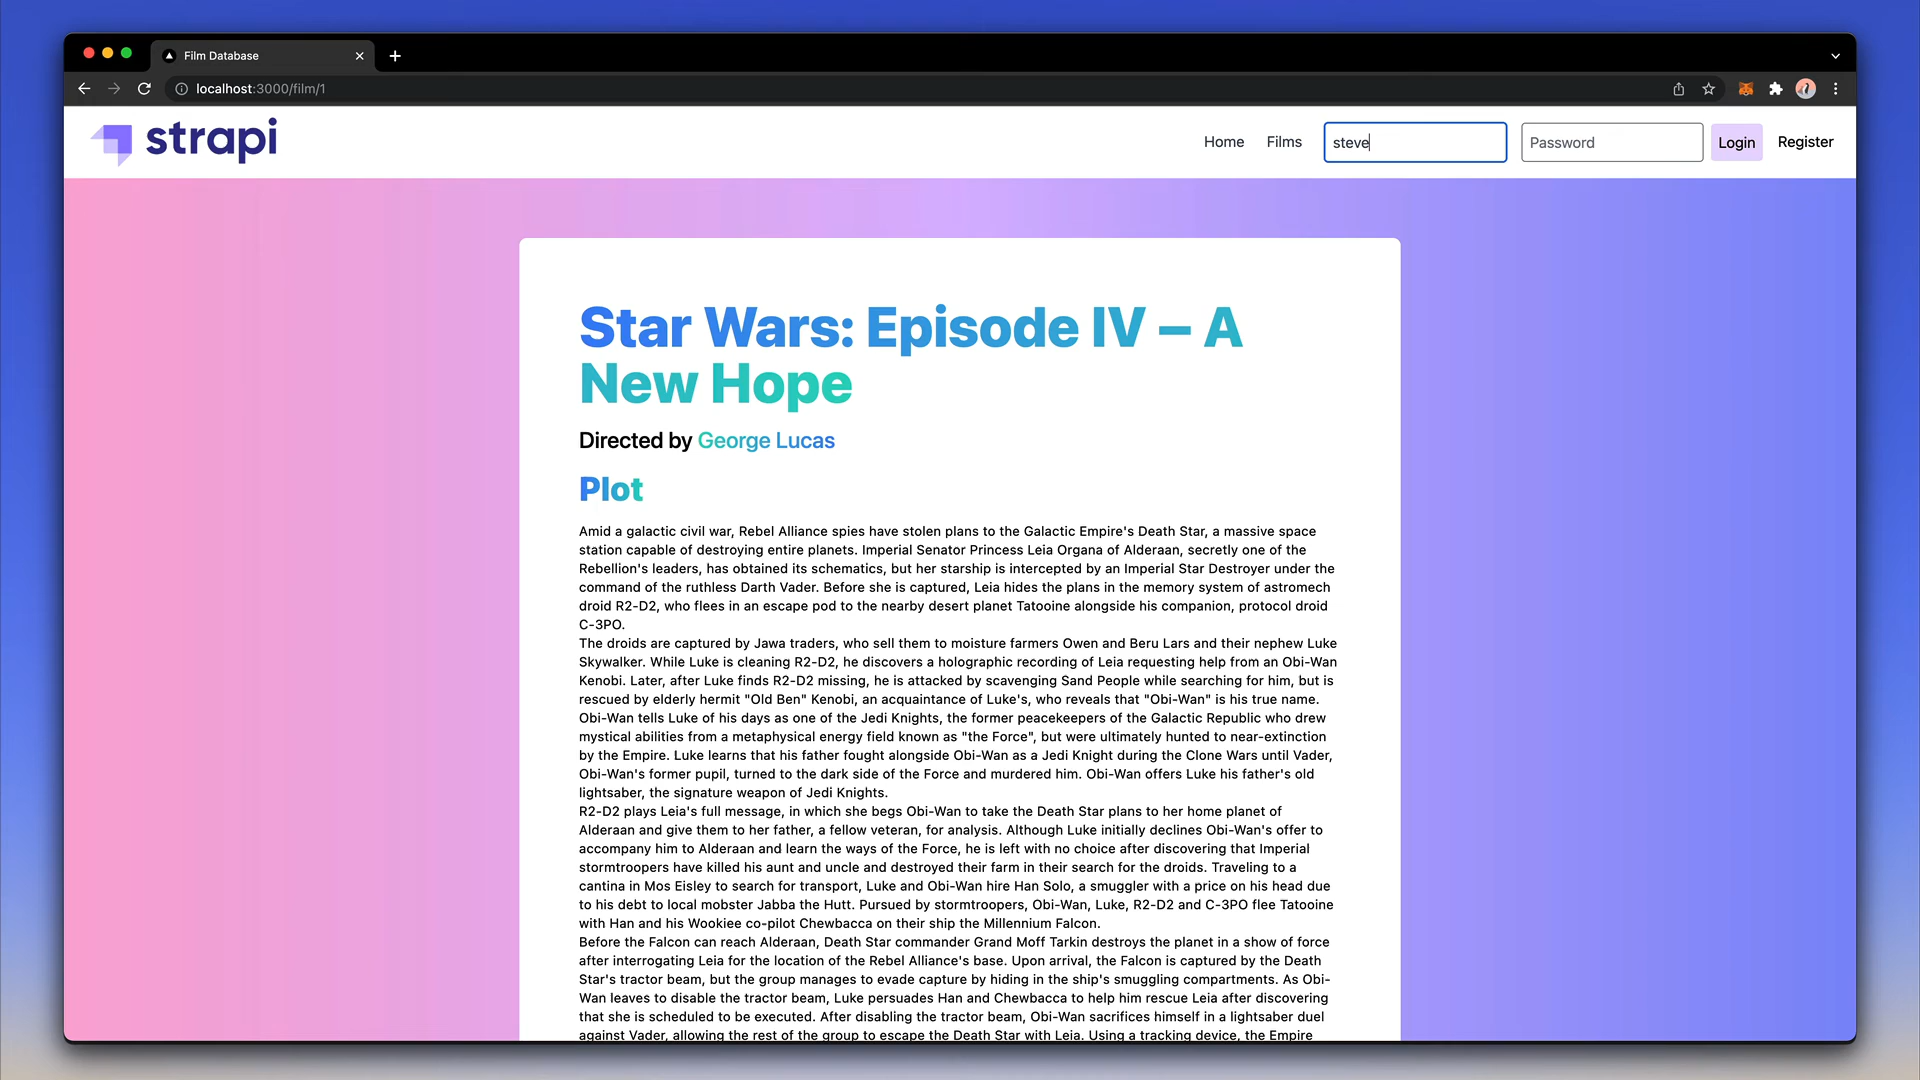 Film Database
localhost:3000/film/1
strapi
Home Films steve Password Login Register
Star Wars: Episode IV – A
New Hope
Directed by George Lucas
Plot
Amid a galactic civil war, Rebel Alliance spies have stolen plans to the Galactic Empire's Death Star, a massive space
station capable of destroying entire planets. Imperial Senator Princess Leia Organa of Alderaan, secretly one of the
Rebellion's leaders, has obtained its schematics, but her starship is intercepted by an Imperial Star Destroyer under the
command of the ruthless Darth Vader. Before she is captured, Leia hides the plans in the memory system of astromech
droid R2-D2, who flees in an escape pod to the nearby desert planet Tatooine alongside his companion, protocol droid
C-3PO.
The droids are captured by Jawa traders, who sell them to moisture farmers Owen and Beru Lars and their nephew Luke
Skywalker. While Luke is cleaning R2-D2, he discovers a holographic recording of Leia requesting help from an Obi-Wan
Kenobi. Later, after Luke finds R2-D2 missing, he is attacked by scavenging Sand People while searching for him, but is
rescued by elderly hermit "Old Ben" Kenobi, an acquaintance of Luke's, who reveals that "Obi-Wan" is his true name.
Obi-Wan tells Luke of his days as one of the Jedi Knights, the former peacekeepers of the Galactic Republic who drew
mystical abilities from a metaphysical energy field known as "the Force", but were ultimately hunted to near-extinction
by the Empire. Luke learns that his father fought alongside Obi-Wan as a Jedi Knight during the Clone Wars until Vader,
Obi-Wan's former pupil, turned to the dark side of the Force and murdered him. Obi-Wan offers Luke his father's old
lightsaber, the signature weapon of Jedi Knights.
R2-D2 plays Leia's full message, in which she begs Obi-Wan to take the Death Star plans to her home planet of
Alderaan and give them to her father, a fellow veteran, for analysis. Although Luke initially declines Obi-Wan's offer to
accompany him to Alderaan and learn the ways of the Force, he is left with no choice after discovering that Imperial
stormtroopers have killed his aunt and uncle and destroyed their farm in their search for the droids. Traveling to a
cantina in Mos Eisley to search for transport, Luke and Obi-Wan hire Han Solo, a smuggler with a price on his head due
to his debt to local mobster Jabba the Hutt. Pursued by stormtroopers, Obi-Wan, Luke, R2-D2 and C-3PO flee Tatooine
with Han and his Wookiee co-pilot Chewbacca on their ship the Millennium Falcon.
Before the Falcon can reach Alderaan, Death Star commander Grand Moff Tarkin destroys the planet in a show of force
after interrogating Leia for the location of the Rebel Alliance's base. Upon arrival, the Falcon is captured by the Death
Star's tractor beam, but the group manages to evade capture by hiding in the ship's smuggling compartments. As Obi-
Wan leaves to disable the tractor beam, Luke persuades Han and Chewbacca to help him rescue Leia after discovering
that she is scheduled to be executed. After disabling the tractor beam, Obi-Wan sacrifices himself in a lightsaber duel
against Vader, allowing the rest of the group to escape the Death Star with Leia. Using a tracking device, the Empire